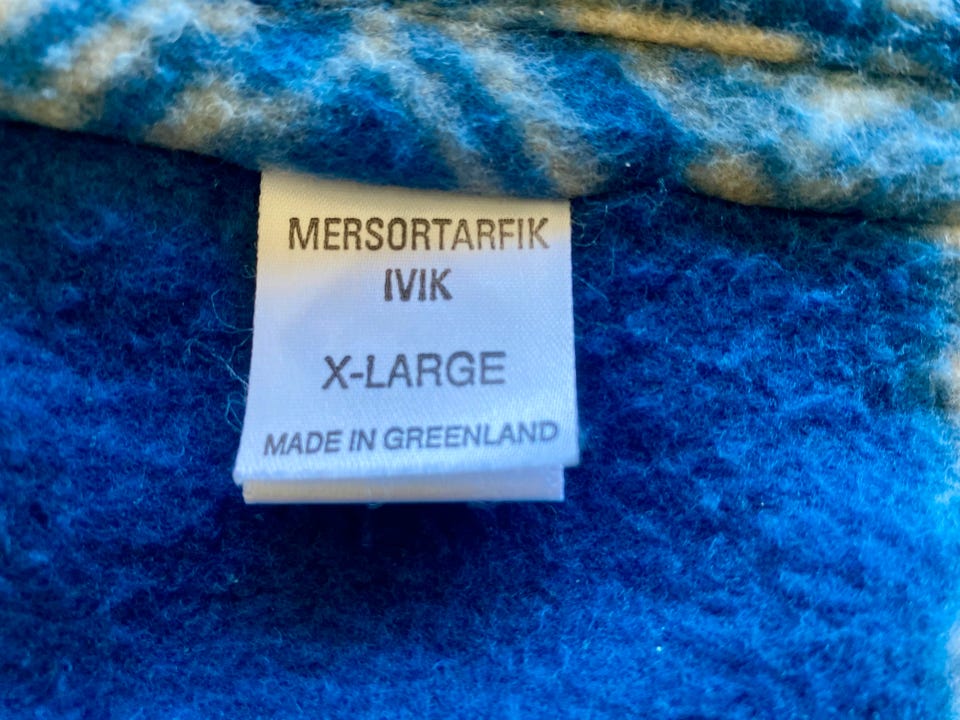 MERSORTARFIK
IVIK
X-LARGE
MADE IN GREENLAND